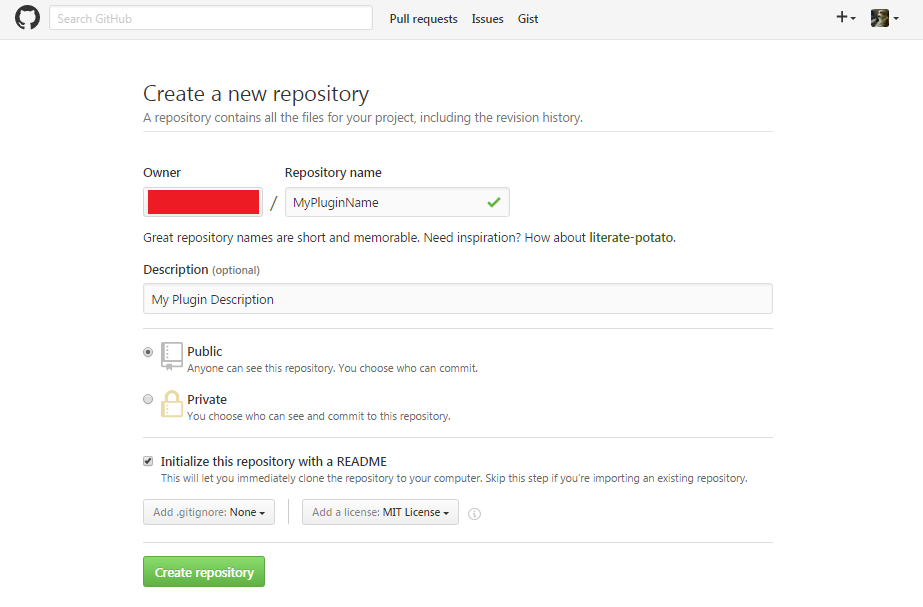 Search GitHub Pull requests Issues Gist
Create a new repository
A repository contains all the files for your project, including the revision history.
Owner Repository name
/ MyPluginName
Great repository names are short and memorable. Need inspiration? How about literate-potato.
Description (optional)
My Plugin Description
Public
Anyone can see this repository. You choose who can commit.
Private
You choose who can see and commit to this repository.
Initialize this repository with a README
This will let you immediately clone the repository to your computer. Skip this step if you're importing an existing repository.
Add .gitignore: None Add a license: MIT License
Create repository